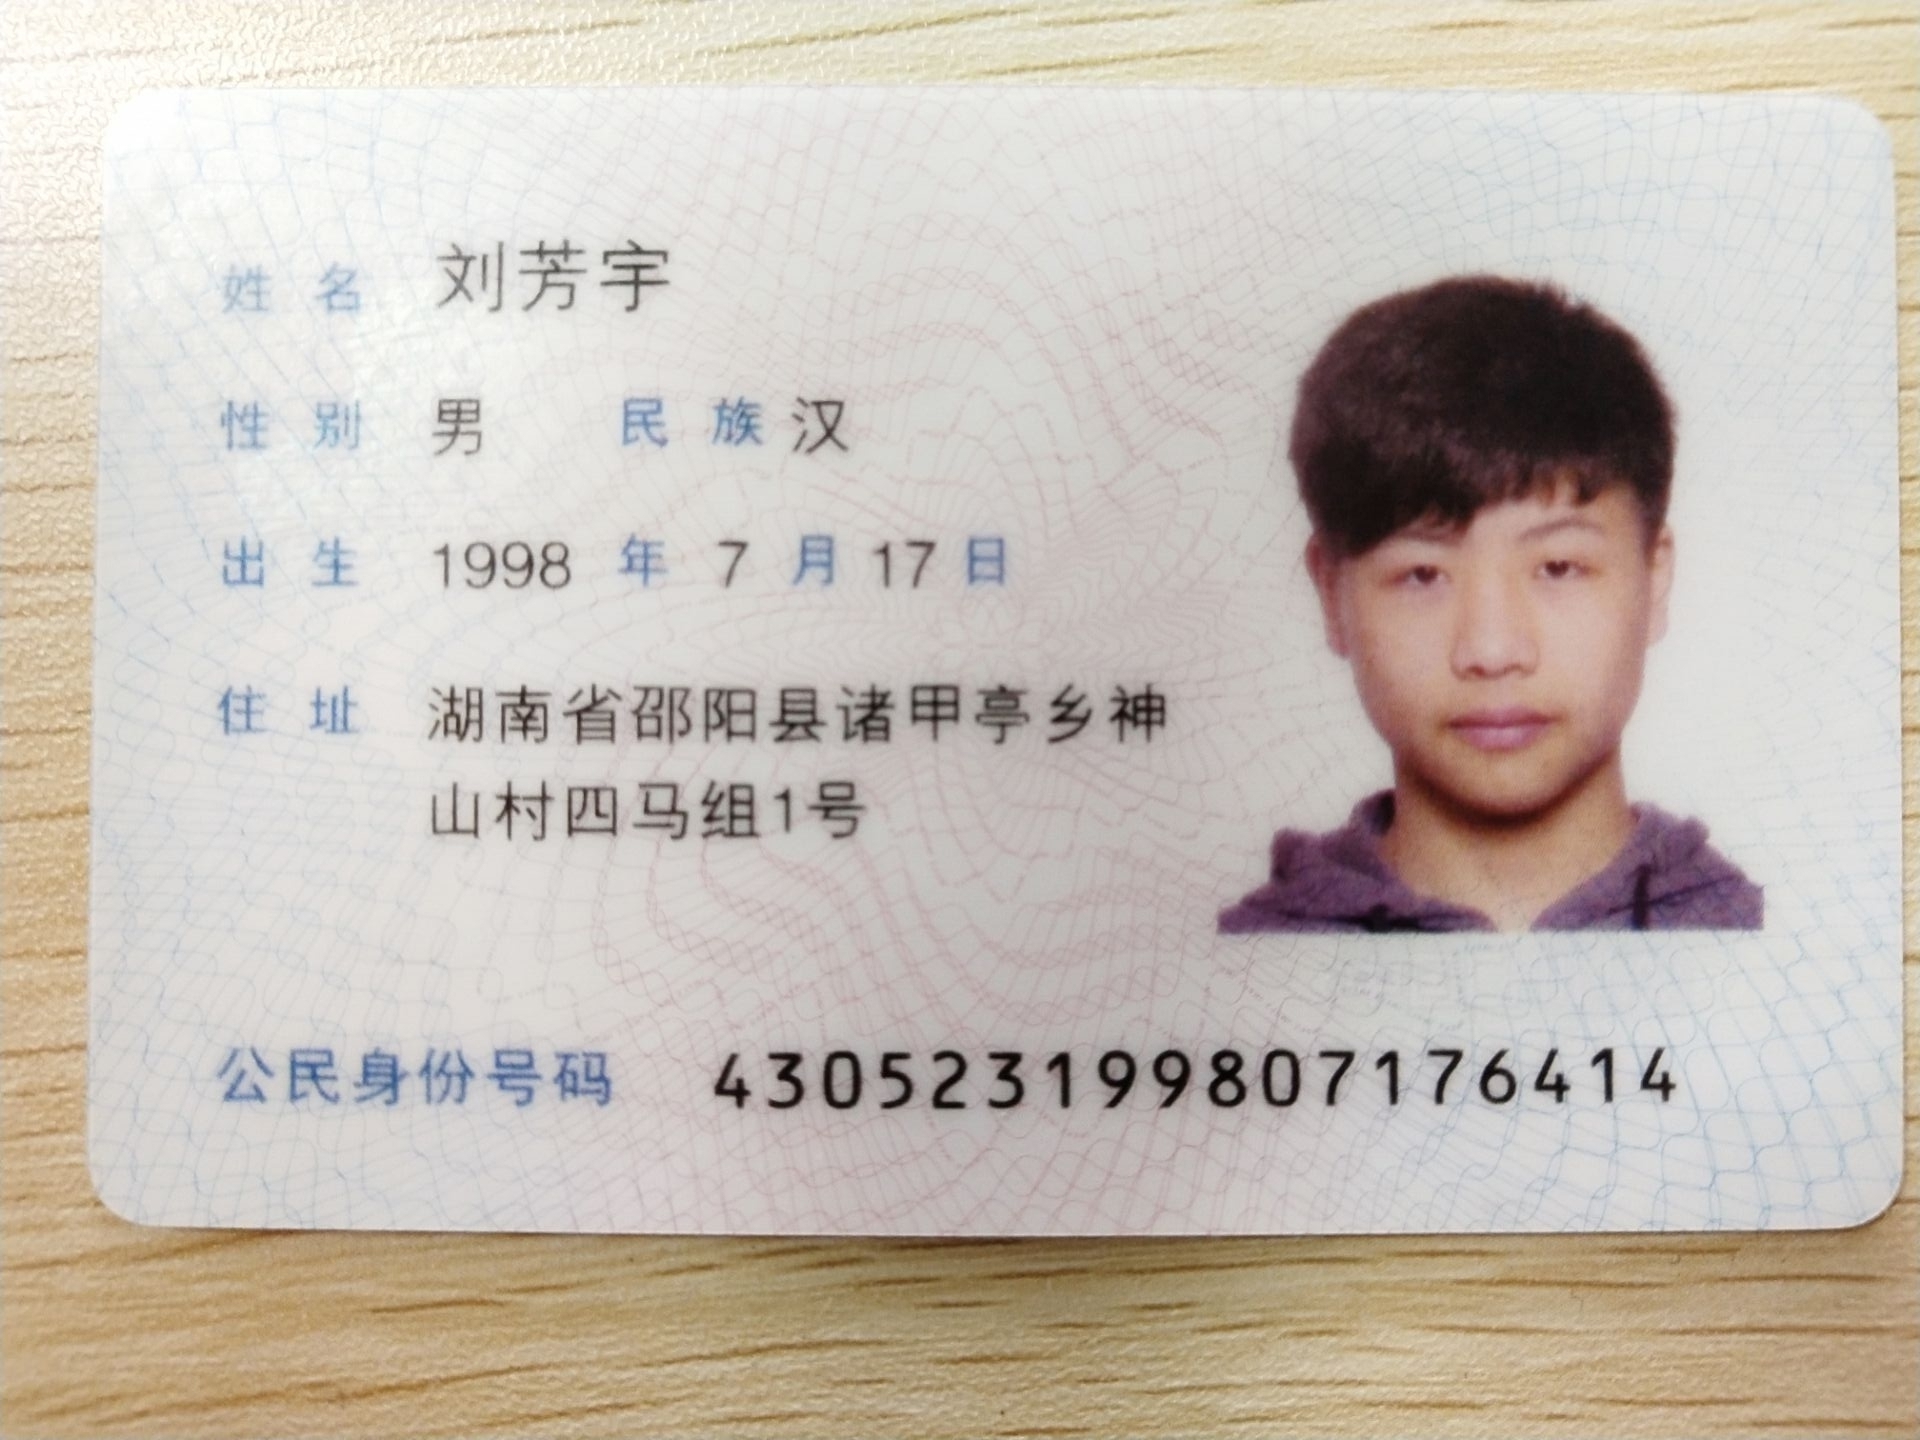 姓名 刘芳宇
性别 男 民族 汉
出生 1998 年 7 月 17 日
住址 湖南省邵阳县诸甲亭乡神
山村四马组1号
公民身份号码 430523199807176414